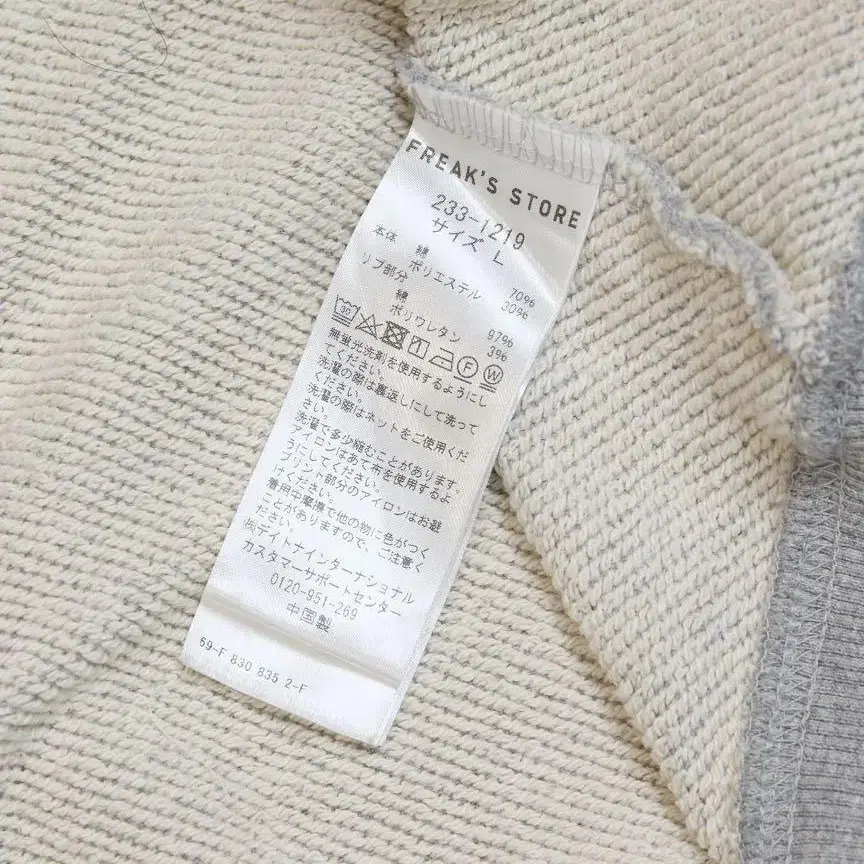 FREAK'S STORE
233-1219
サイズ L
本体 綿 70%
ポリエステル 30%
リブ部分
綿 97%
ポリウレタン 3%
30 F W
無蛍光洗剤を使用するようにし
てください。
洗濯の際は裏返しにして洗って
ください。
洗濯の際はネットをご使用くだ
さい。
洗濯で多少縮むことがあります。
アイロンはあて布を使用するよ
うにしてください。
プリント部分のアイロンはお避
けください。
着用中摩擦で他の物に色がつく
ことがありますので、ご注意く
ださい。
㈱デイトナインターナショナル
カスタマーサポートセンター
0120-951-269
中国製
59-F 830 835 2-F